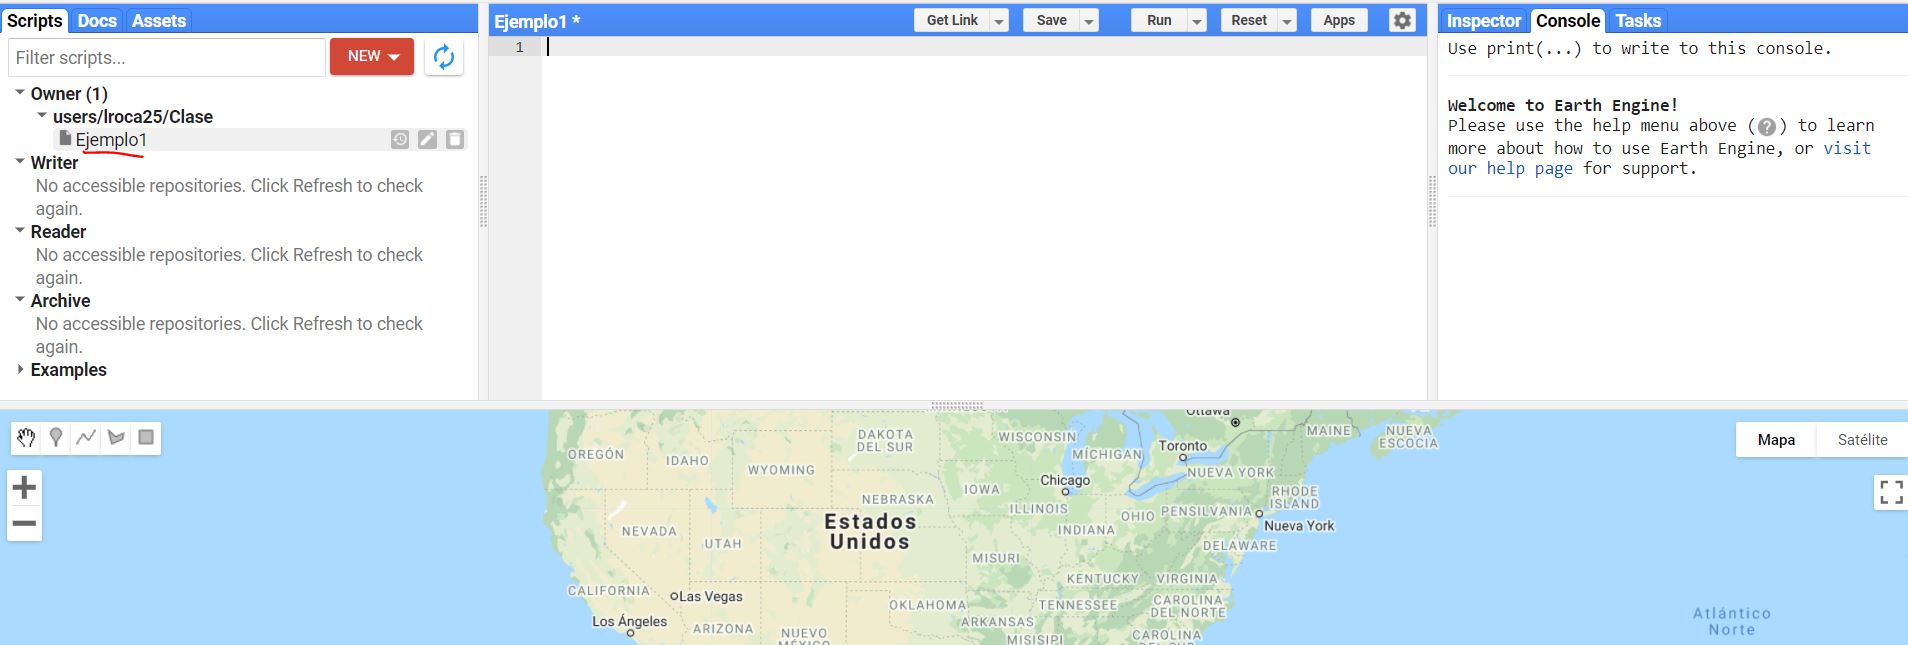 Scripts Docs Assets
Filter scripts...
NEW
Owner (1)
users/lroca25/Clase
Ejemplo1
Writer
No accessible repositories. Click Refresh to check
again.
Reader
No accessible repositories. Click Refresh to check
again.
Archive
No accessible repositories. Click Refresh to check
again.
Examples
Ejemplo1 *
Get Link Save Run Reset Apps
1
Inspector Console Tasks
Use print(...) to write to this console.
Welcome to Earth Engine!
Please use the help menu above (?) to learn
more about how to use Earth Engine, or visit
our help page for support.
Mapa Satélite
Ottawa
OREGÓN
IDAHO
WYOMING
DAKOTA
DEL SUR
WISCONSIN
MÍCHIGAN
Toronto
MAINE
NUEVA
ESCOCIA
NUEVA YORK
NEBRASKA
IOWA
Chicago
ILLINOIS
INDIANA
OHIO
PENSILVANIA
RHODE
ISLAND
Nueva York
NEVADA
UTAH
Estados
Unidos
MISURI
DELAWARE
KENTUCKY
VIRGINIA
CALIFORNIA
Las Vegas
Los Ángeles
ARIZONA
NUEVO
MÉXICO
OKLAHOMA
ARKANSAS
TENNESSEE
CAROLINA
DEL NORTE
MISISIPI
CAROLINA
DEL SUR
Atlántico
Norte